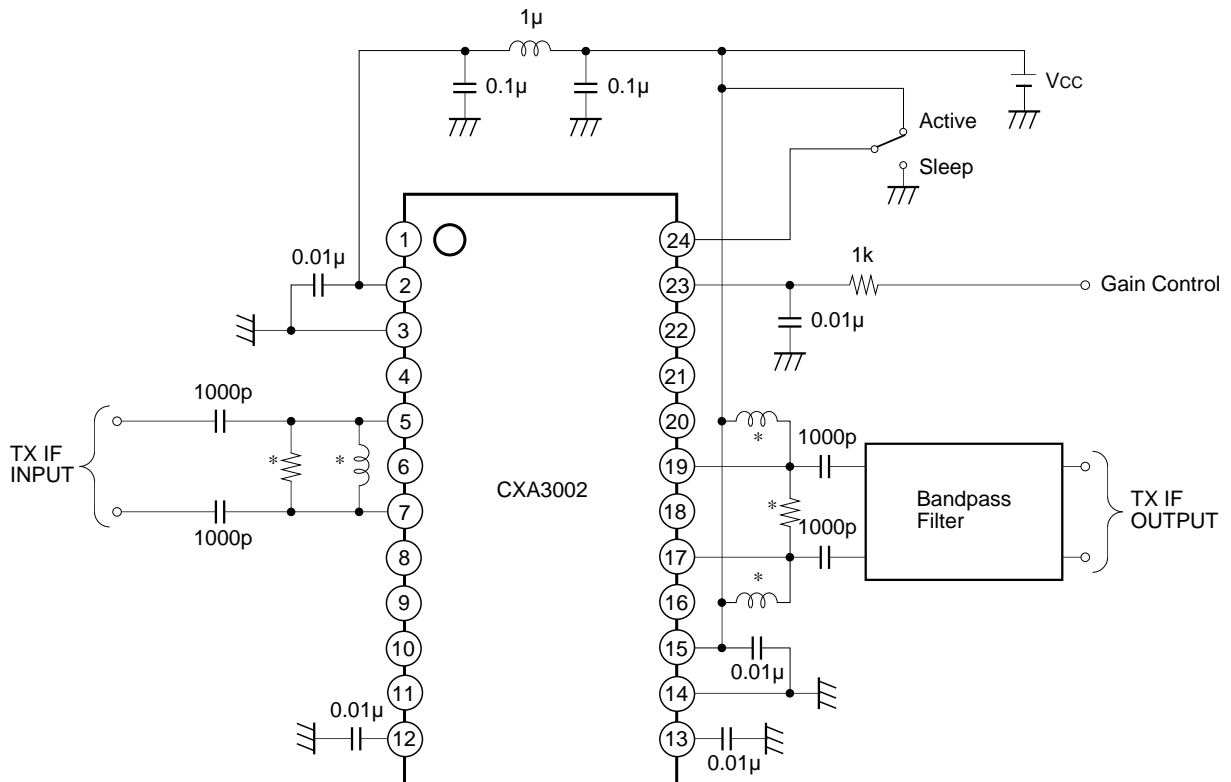 1µ
0.1µ
0.1µ
VCC
Active
Sleep
1
24
0.01µ
2
23
1k
Gain Control
3
22
0.01µ
4
21
1000p
5
20
*
1000p
TX IF
INPUT
*
*
6
19
CXA3002
Bandpass
Filter
TX IF
OUTPUT
7
18
*
1000p
1000p
8
17
*
9
16
10
15
0.01µ
11
14
0.01µ
12
13
0.01µ